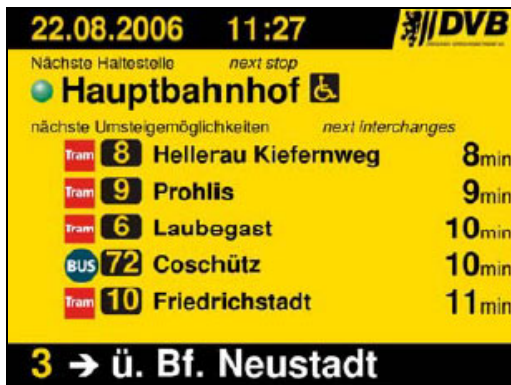 22.08.2006 11:27 DVB
Nächste Haltestelle next stop
Hauptbahnhof
nächste Umsteigemöglichkeiten next interchanges
Tram 8 Hellerau Kiefernweg 8min
Tram 9 Prohlis 9min
Tram 6 Laubegast 10min
BUS 72 Coschütz 10min
Tram 10 Friedrichstadt 11min
3 → ü. Bf. Neustadt